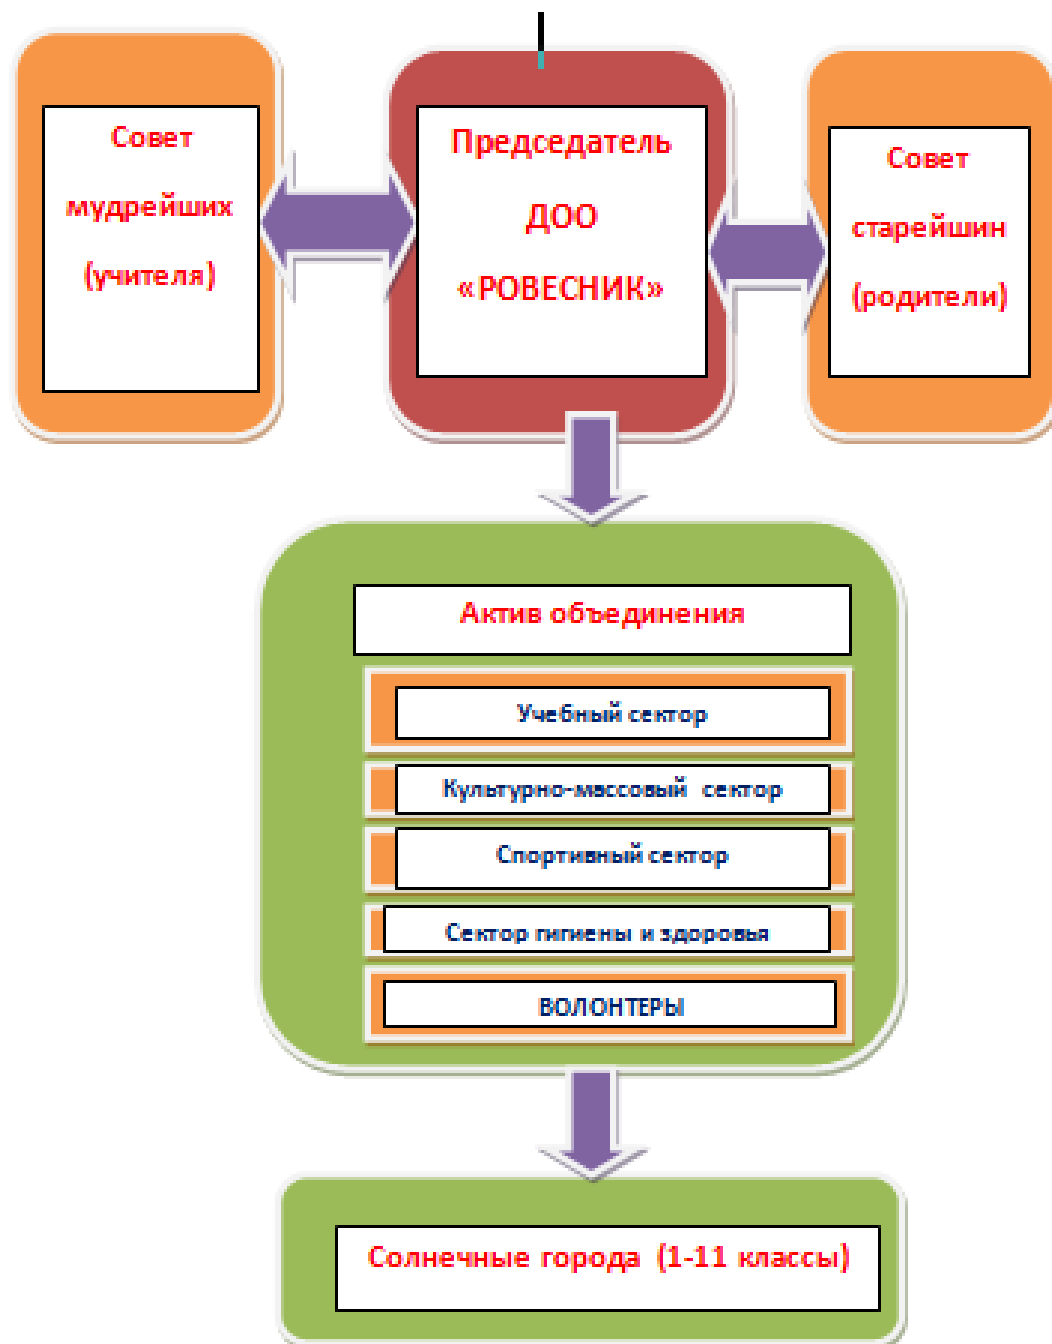 Совет
мудрейших
(учителя)
Председатель
ДОО
«РОВЕСНИК»
Совет
старейшин
(родители)
Актив объединения
Учебный сектор
Культурно-массовый сектор
Спортивный сектор
Сектор гигиены и здоровья
ВОЛОНТЕРЫ
Солнечные города (1-11 классы)